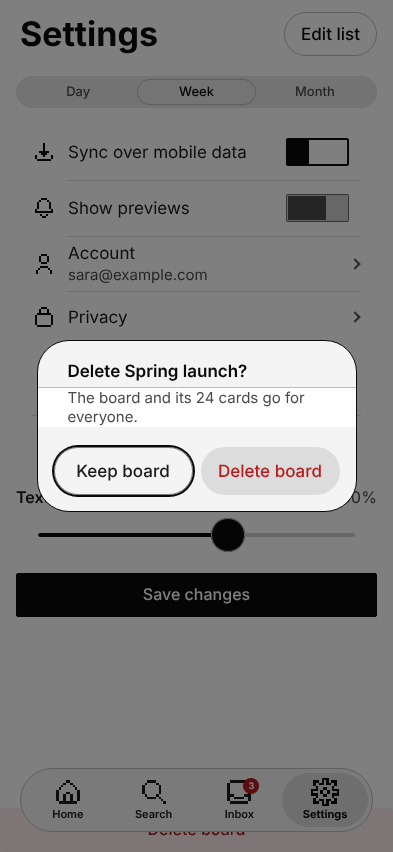 Settings
Edit list
Day
Week
Month
Sync over mobile data
Show previews
Account
sara@example.com
Privacy
Delete Spring launch?
The board and its 24 cards go for
everyone.
Keep board
Delete board
Save changes
Home
Search
3
Inbox
Settings
Delete board